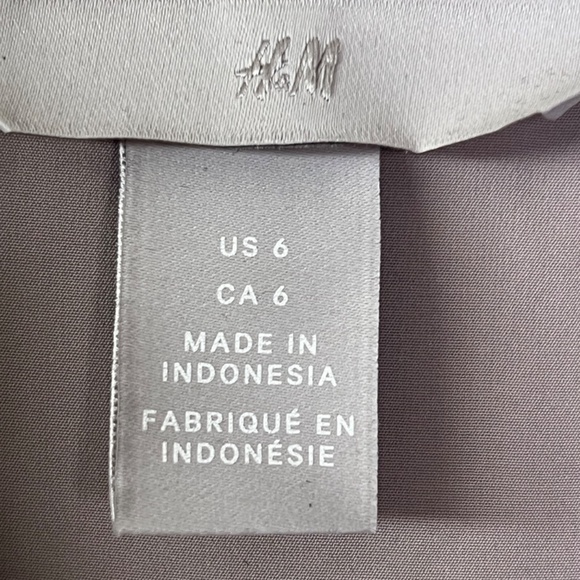 H&M
US 6
CA 6
MADE IN
INDONESIA
FABRIQUÉ EN
INDONÉSIE